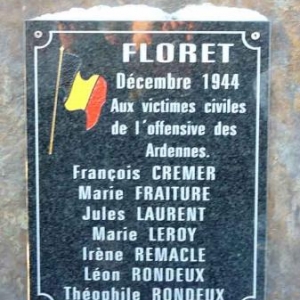 FLORET
Décembre 1944
Aux victimes civiles
de l'offensive des
Ardennes.
François CREMER
Marie FRAITURE
Jules LAURENT
Marie LEROY
Irène REMACLE
Léon RONDEUX
Théophile RONDEUX